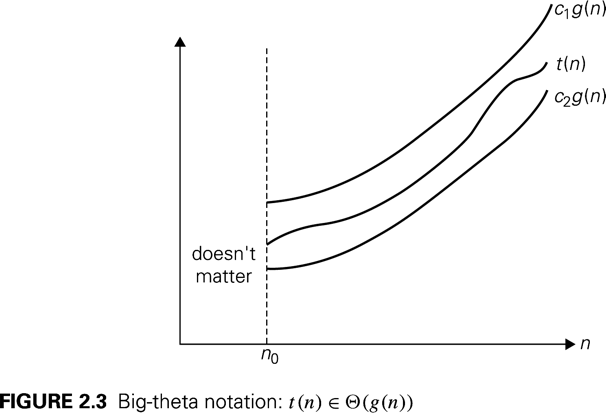 c₁g(n)
t(n)
c₂g(n)
doesn't
matter
n
n₀
FIGURE 2.3 Big-theta notation: t(n) ∈ Θ(g(n))